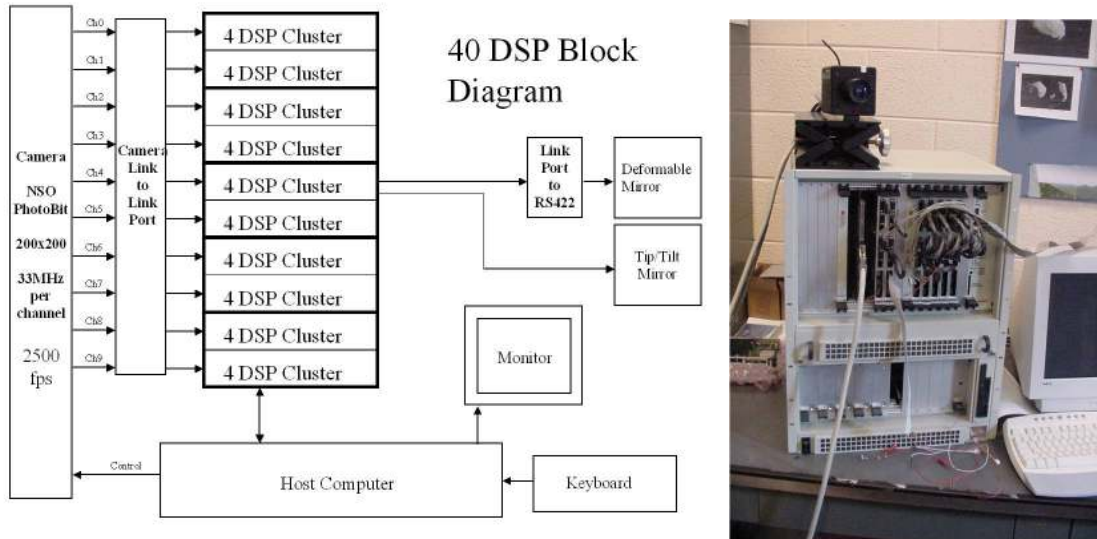 40 DSP Block
Diagram
Camera
NSO
PhotoBit
200x200
33MHz
per
channel
2500
fps
Ch0
Ch1
Ch2
Ch3
Ch4
Ch5
Ch6
Ch7
Ch8
Ch9
Camera
Link
to
Link
Port
4 DSP Cluster
4 DSP Cluster
4 DSP Cluster
4 DSP Cluster
4 DSP Cluster
4 DSP Cluster
4 DSP Cluster
4 DSP Cluster
4 DSP Cluster
4 DSP Cluster
Link
Port
to
RS422
Deformable
Mirror
Tip/Tilt
Mirror
Monitor
Control
Host Computer
Keyboard